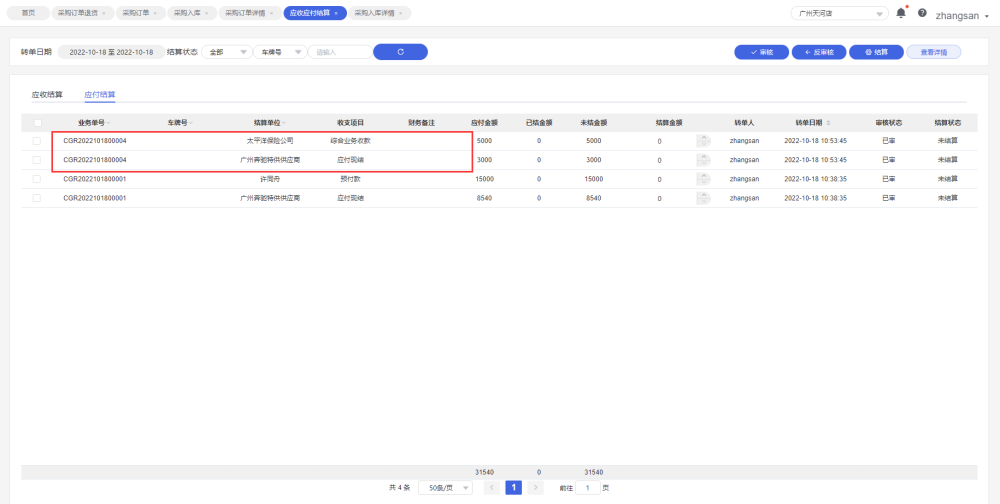 首页 采购订单退货 × 采购订单 × 采购入库 × 采购订单详情 × 应收应付结算 × 采购入库详情 × 广州天河店 zhangsan
转单日期 2022-10-18 至 2022-10-18 结算状态 全部 车牌号 请输入 审核 反审核 结算 查看详情
应收结算 应付结算
业务单号 车牌号 结算单位 收支项目 财务备注 应付金额 已结金额 未结金额 结算金额 转单人 转单日期 审核状态 结算状态
CGR2022101800004 太平洋保险公司 综合业务收款 5000 0 5000 0 zhangsan 2022-10-18 10:53:45 已审 未结算
CGR2022101800004 广州奔驰特供供应商 应付现结 3000 0 3000 0 zhangsan 2022-10-18 10:53:45 已审 未结算
CGR2022101800001 许同舟 预付款 15000 0 15000 0 zhangsan 2022-10-18 10:38:35 已审 未结算
CGR2022101800001 广州奔驰特供供应商 应付现结 8540 0 8540 0 zhangsan 2022-10-18 10:38:35 已审 未结算
31540 0 31540
共 4 条 50条/页 < 1 > 前往 1 页